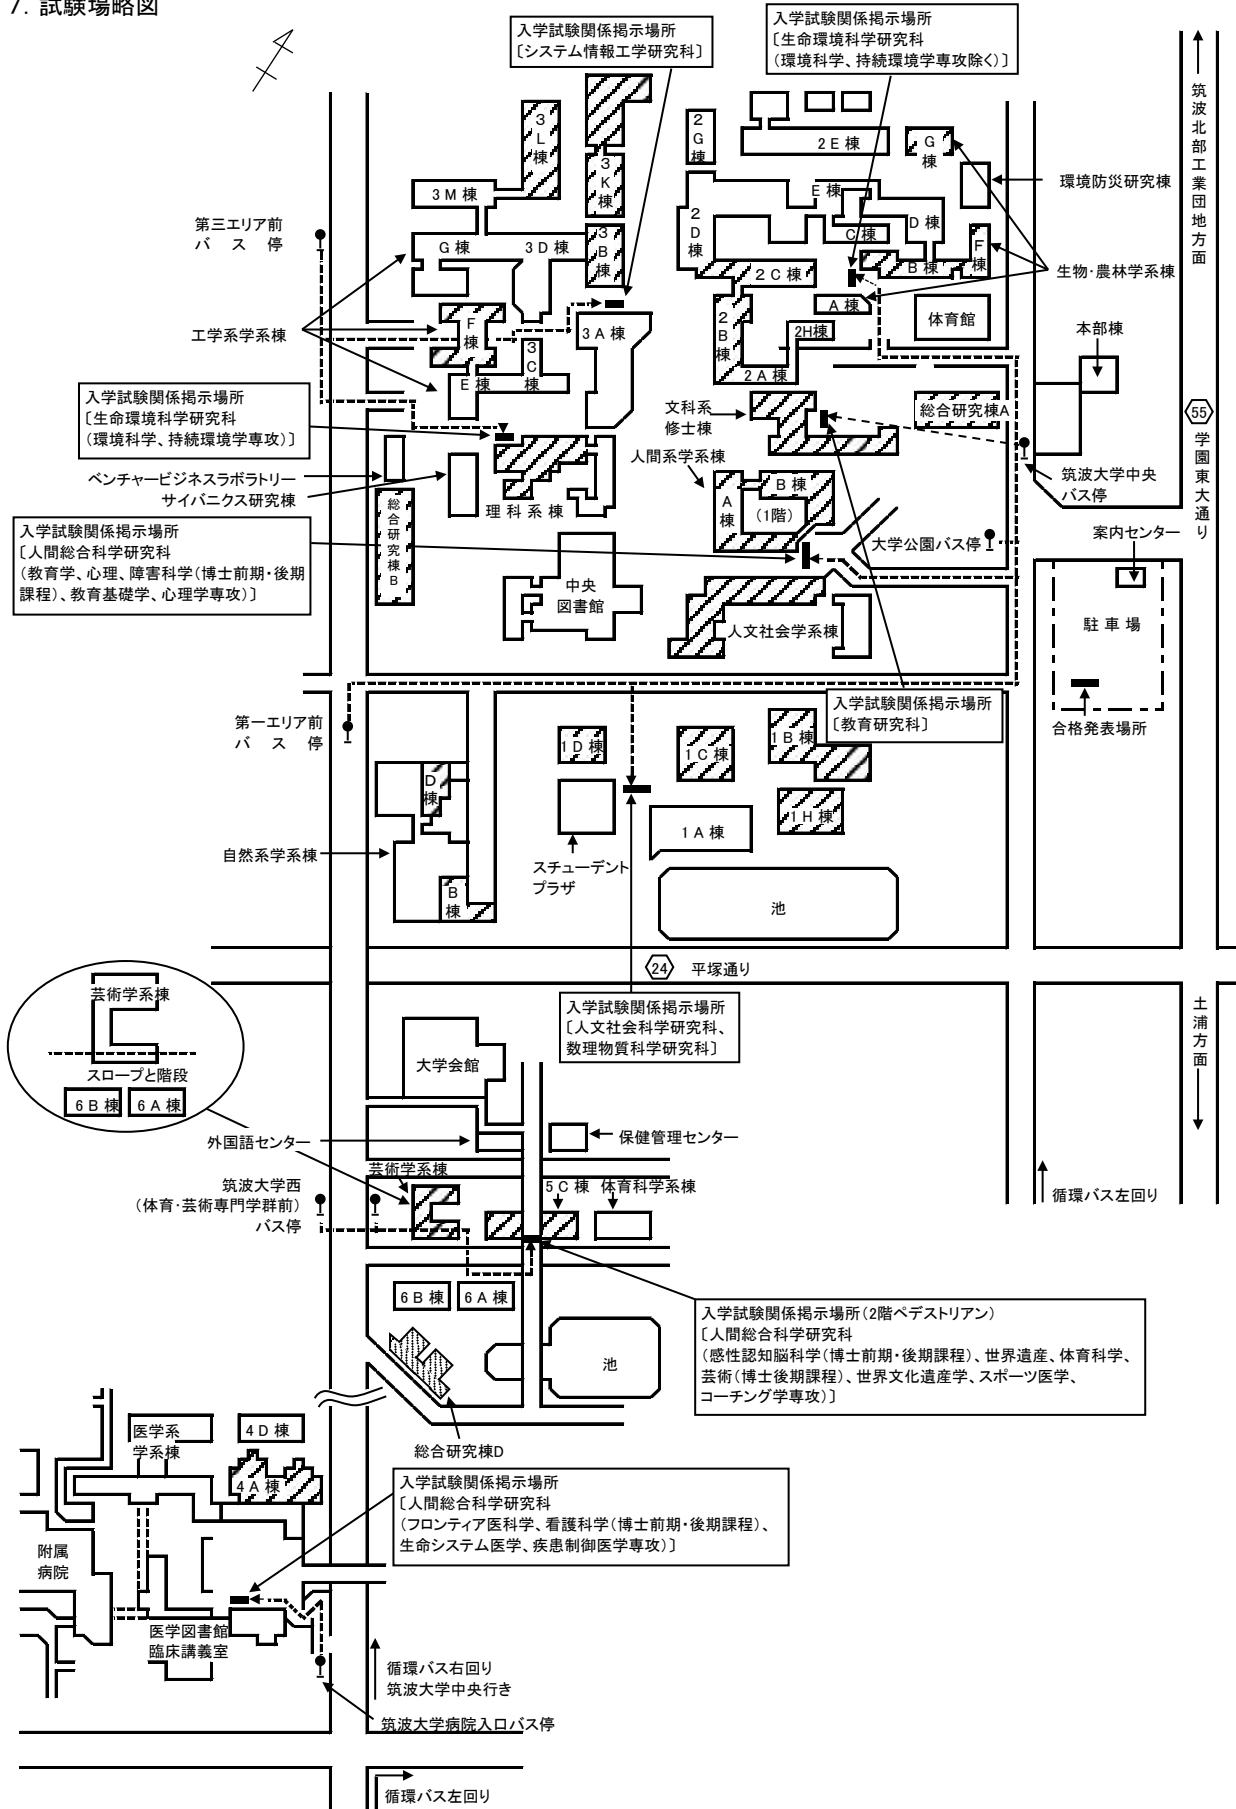 7. 試験場略図
入学試験関係掲示場所
〔システム情報工学研究科〕
入学試験関係掲示場所
〔生命環境科学研究科
(環境科学、持続環境学専攻除く)〕
筑波北部工業団地方面
3L棟
3K棟
3M棟
2G棟
2E棟
G棟
環境防災研究棟
第三エリア前
バス停
G棟
3D棟
3B棟
2D棟
E棟
D棟
C棟
F棟
B棟
2C棟
生物・農林学系棟
A棟
体育館
工学系学系棟
F棟
3A棟
3C棟
E棟
2B棟
2H棟
2A棟
本部棟
入学試験関係掲示場所
〔生命環境科学研究科
(環境科学、持続環境学専攻)〕
文科系
修士棟
総合研究棟A
55
学園東大通り
ベンチャービジネスラボラトリー
サイバニクス研究棟
人間系学系棟
筑波大学中央
バス停
理科系棟
A棟
B棟
(1階)
総合研究棟B
入学試験関係掲示場所
〔人間総合科学研究科
(教育学、心理、障害科学(博士前期・後期
課程)、教育基礎学、心理学専攻)〕
大学公園バス停
案内センター
中央
図書館
人文社会学系棟
駐車場
入学試験関係掲示場所
〔教育研究科〕
合格発表場所
第一エリア前
バス停
1D棟
1C棟
1B棟
D棟
1H棟
1A棟
自然系学系棟
スチューデント
プラザ
B棟
池
24
平塚通り
芸術学系棟
スロープと階段
6B棟
6A棟
入学試験関係掲示場所
〔人文社会科学研究科、
数理物質科学研究科〕
土浦方面
大学会館
外国語センター
保健管理センター
芸術学系棟
5C棟
体育科学系棟
筑波大学西
(体育・芸術専門学群前)
バス停
循環バス左回り
6B棟
6A棟
入学試験関係掲示場所(2階ペデストリアン)
〔人間総合科学研究科
(感性認知脳科学(博士前期・後期課程)、世界遺産、体育科学、
芸術(博士後期課程)、世界文化遺産学、スポーツ医学、
コーチング学専攻)〕
池
総合研究棟D
医学系
学系棟
4D棟
4A棟
入学試験関係掲示場所
〔人間総合科学研究科
(フロンティア医科学、看護科学(博士前期・後期課程)、
生命システム医学、疾患制御医学専攻)〕
附属
病院
医学図書館
臨床講義室
循環バス右回り
筑波大学中央行き
筑波大学病院入口バス停
循環バス左回り